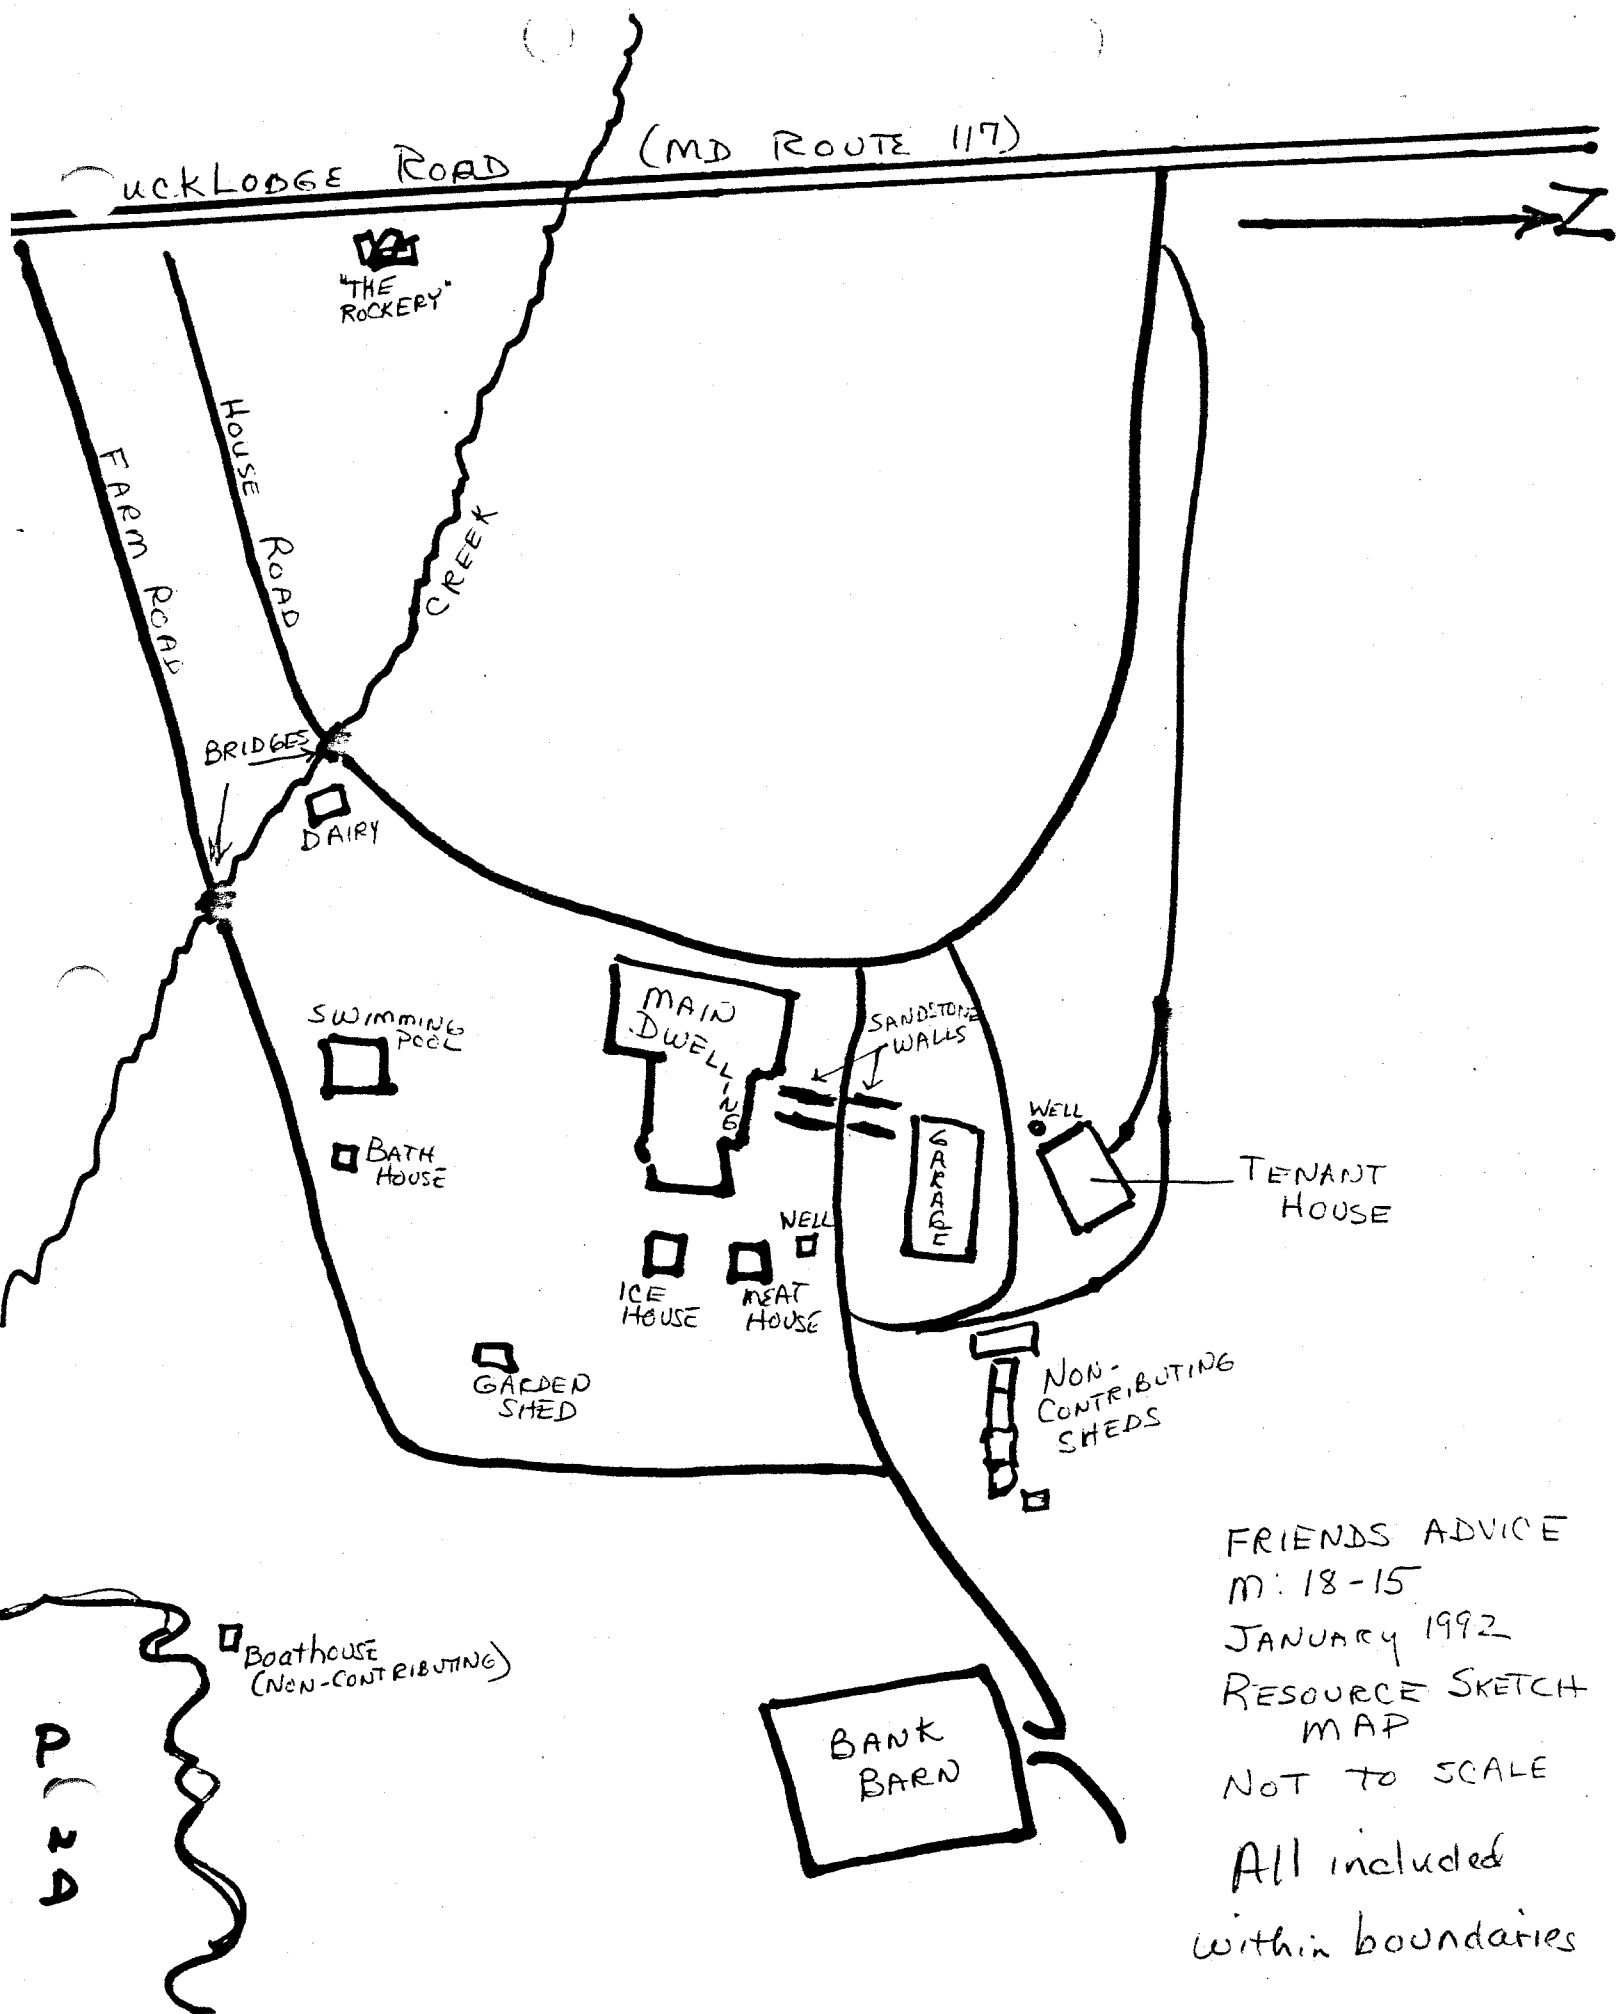 UCKLODGE ROAD (MD ROUTE 117)
N
"THE
ROCKERY"
HOUSE ROAD
FARM ROAD
CREEK
BRIDGES
DAIRY
SWIMMING
POOL
MAIN
DWELLING
SANDSTONE
WALLS
WELL
GARAGE
BATH
HOUSE
TENANT
HOUSE
WELL
ICE
HOUSE
MEAT
HOUSE
GARDEN
SHED
NON-
CONTRIBUTING
SHEDS
FRIENDS ADVICE
M: 18-15
JANUARY 1992
RESOURCE SKETCH
MAP
NOT TO SCALE
All included
within boundaries
Boathouse
(NON-CONTRIBUTING)
POND
BANK
BARN